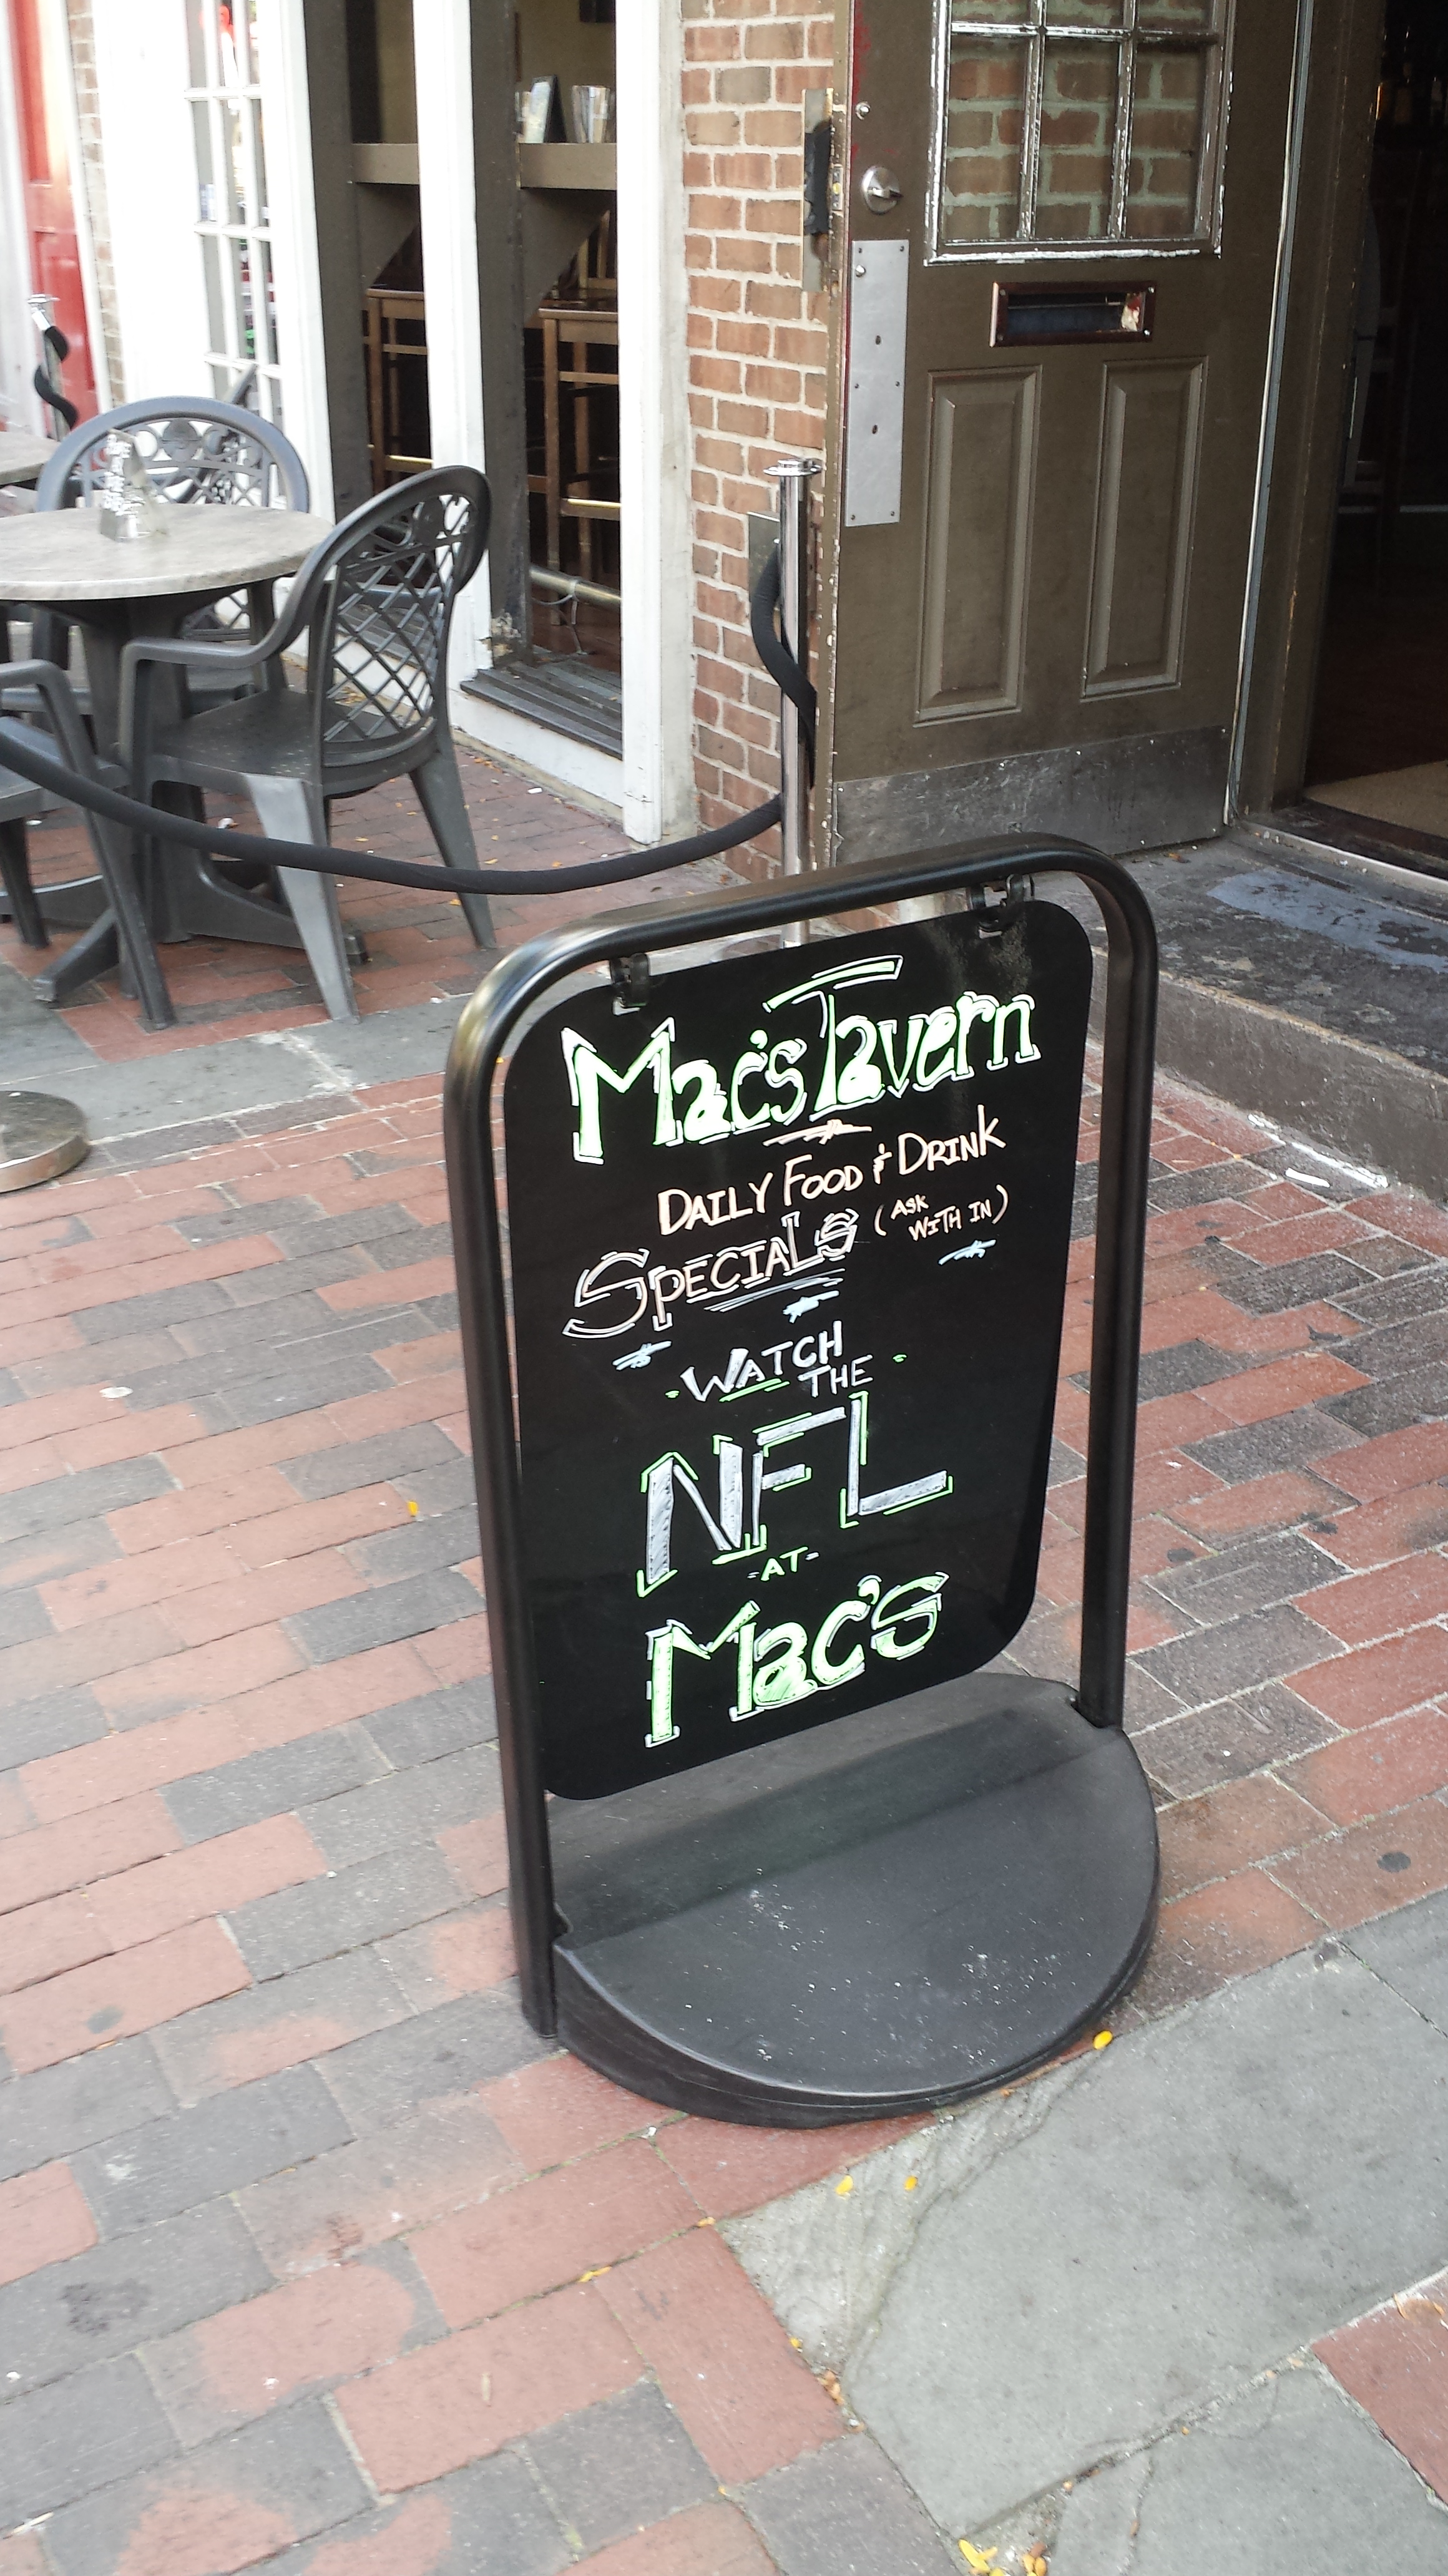 Mac's Tavern
DAILY FOOD & DRINK
SPECIALS (ASK
WITH IN)
WATCH
THE
NFL
-AT-
Mac's